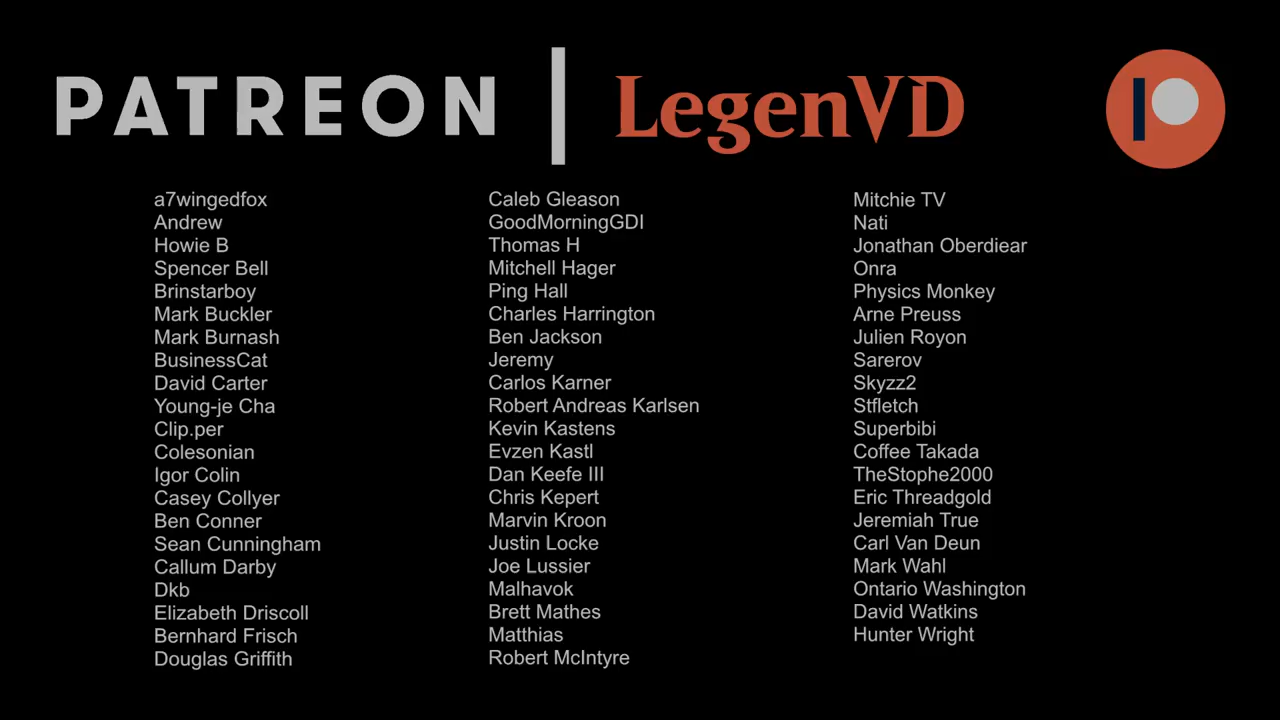 PATREON | LegenVD
a7wingedfox
Andrew
Howie B
Spencer Bell
Brinstarboy
Mark Buckler
Mark Burnash
BusinessCat
David Carter
Young-je Cha
Clip.per
Colesonian
Igor Colin
Casey Collyer
Ben Conner
Sean Cunningham
Callum Darby
Dkb
Elizabeth Driscoll
Bernhard Frisch
Douglas Griffith
Caleb Gleason
GoodMorningGDI
Thomas H
Mitchell Hager
Ping Hall
Charles Harrington
Ben Jackson
Jeremy
Carlos Karner
Robert Andreas Karlsen
Kevin Kastens
Evzen Kastl
Dan Keefe III
Chris Kepert
Marvin Kroon
Justin Locke
Joe Lussier
Malhavok
Brett Mathes
Matthias
Robert McIntyre
Mitchie TV
Nati
Jonathan Oberdiear
Onra
Physics Monkey
Arne Preuss
Julien Royon
Sarerov
Skyzz2
Stfletch
Superbibi
Coffee Takada
TheStophe2000
Eric Threadgold
Jeremiah True
Carl Van Deun
Mark Wahl
Ontario Washington
David Watkins
Hunter Wright